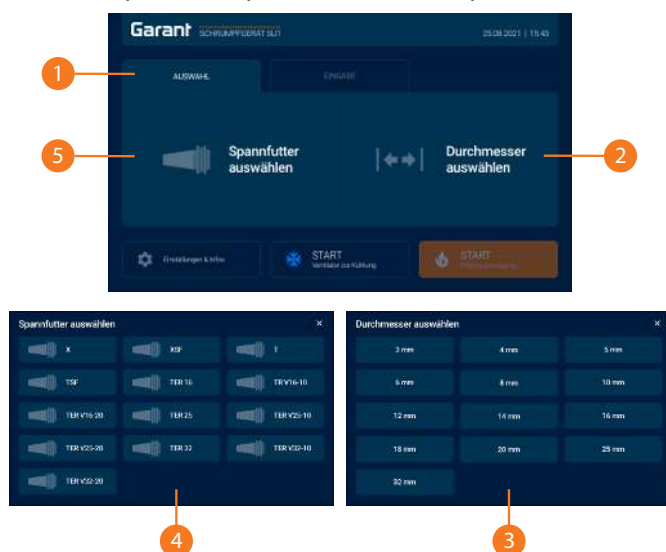 Garant SCHRUMPFGERÄT SU1
25.08.2021 | 15:43
1
AUSWAHL
EINGABE
5
Spannfutter
auswählen
Durchmesser
auswählen
2
Einstellungen & Infos
START
Ventilator zur Kühlung
START
Spannfutter auswählen ×
X
XSF
T
TSF
TER 16
TER V16-10
TER V16-20
TER 25
TER V25-10
TER V25-20
TER 32
TER V32-10
TER V32-20
4
Durchmesser auswählen ×
3 mm
4 mm
5 mm
6 mm
8 mm
10 mm
12 mm
14 mm
16 mm
18 mm
20 mm
25 mm
32 mm
3